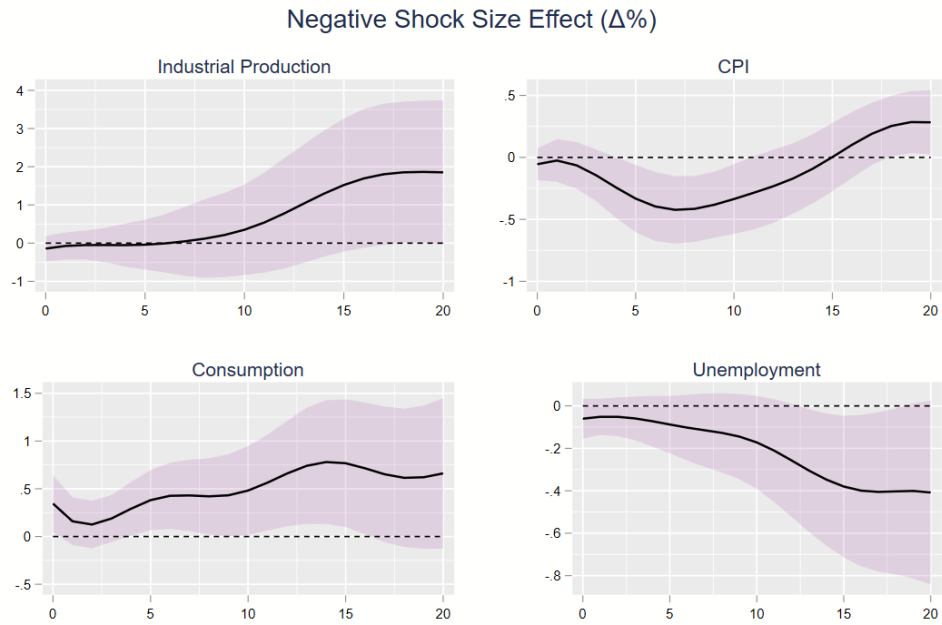 Negative Shock Size Effect (Δ%)
Industrial Production
4
3
2
1
0
-1
0 5 10 15 20
CPI
.5
0
-.5
-1
0 5 10 15 20
Consumption
1.5
1
.5
0
-.5
0 5 10 15 20
Unemployment
0
-.2
-.4
-.6
-.8
0 5 10 15 20